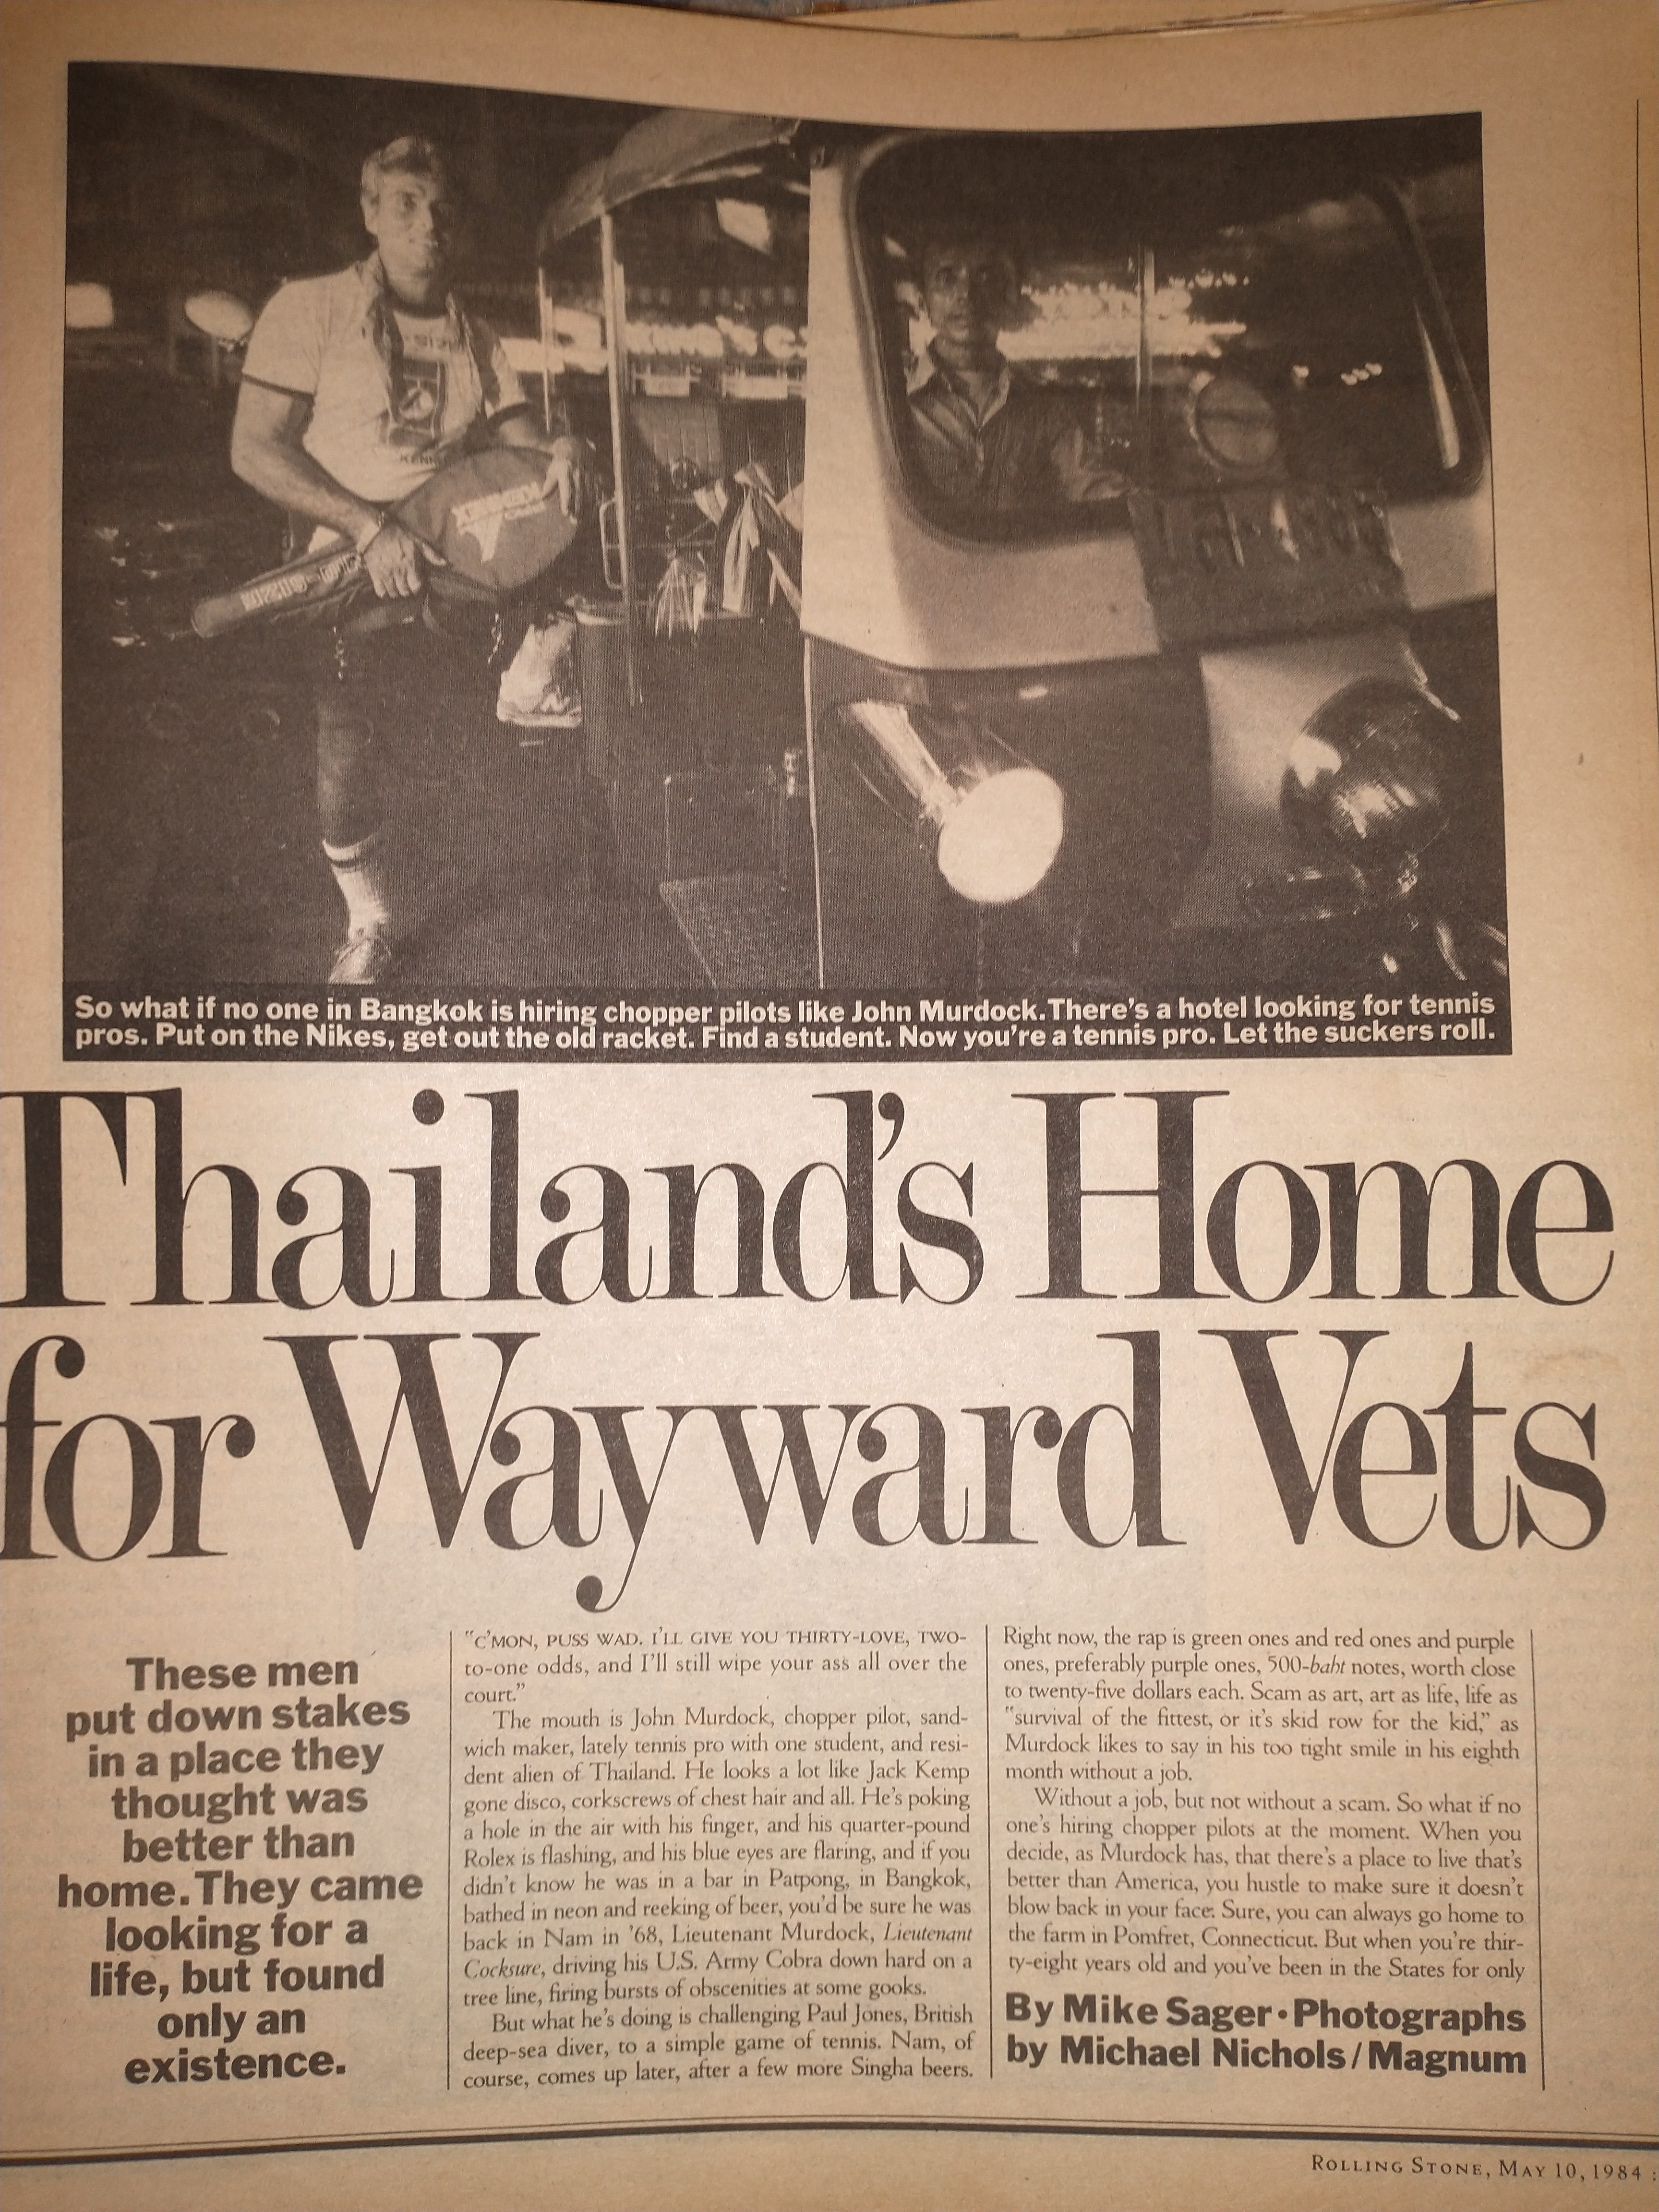 So what if no one in Bangkok is hiring chopper pilots like John Murdock. There's a hotel looking for tennis
pros. Put on the Nikes, get out the old racket. Find a student. Now you're a tennis pro. Let the suckers roll.
Thailand's Home
for Wayward Vets
These men
put down stakes
in a place they
thought was
better than
home. They came
looking for a
life, but found
only an
existence.
"C'MON, PUSS WAD. I'LL GIVE YOU THIRTY-LOVE, TWO-
to-one odds, and I'll still wipe your ass all over the
court."
The mouth is John Murdock, chopper pilot, sand-
wich maker, lately tennis pro with one student, and resi-
dent alien of Thailand. He looks a lot like Jack Kemp
gone disco, corkscrews of chest hair and all. He's poking
a hole in the air with his finger, and his quarter-pound
Rolex is flashing, and his blue eyes are flaring, and if you
didn't know he was in a bar in Patpong, in Bangkok,
bathed in neon and reeking of beer, you'd be sure he was
back in Nam in '68, Lieutenant Murdock, Lieutenant
Cocksure, driving his U.S. Army Cobra down hard on a
tree line, firing bursts of obscenities at some gooks.
But what he's doing is challenging Paul Jones, British
deep-sea diver, to a simple game of tennis. Nam, of
course, comes up later, after a few more Singha beers.
Right now, the rap is green ones and red ones and purple
ones, preferably purple ones, 500-baht notes, worth close
to twenty-five dollars each. Scam as art, art as life, life as
"survival of the fittest, or it's skid row for the kid," as
Murdock likes to say in his too tight smile in his eighth
month without a job.
Without a job, but not without a scam. So what if no
one's hiring chopper pilots at the moment. When you
decide, as Murdock has, that there's a place to live that's
better than America, you hustle to make sure it doesn't
blow back in your face. Sure, you can always go home to
the farm in Pomfret, Connecticut. But when you're thir-
ty-eight years old and you've been in the States for only
By Mike Sager • Photographs
by Michael Nichols / Magnum
ROLLING STONE, MAY 10, 1984 :